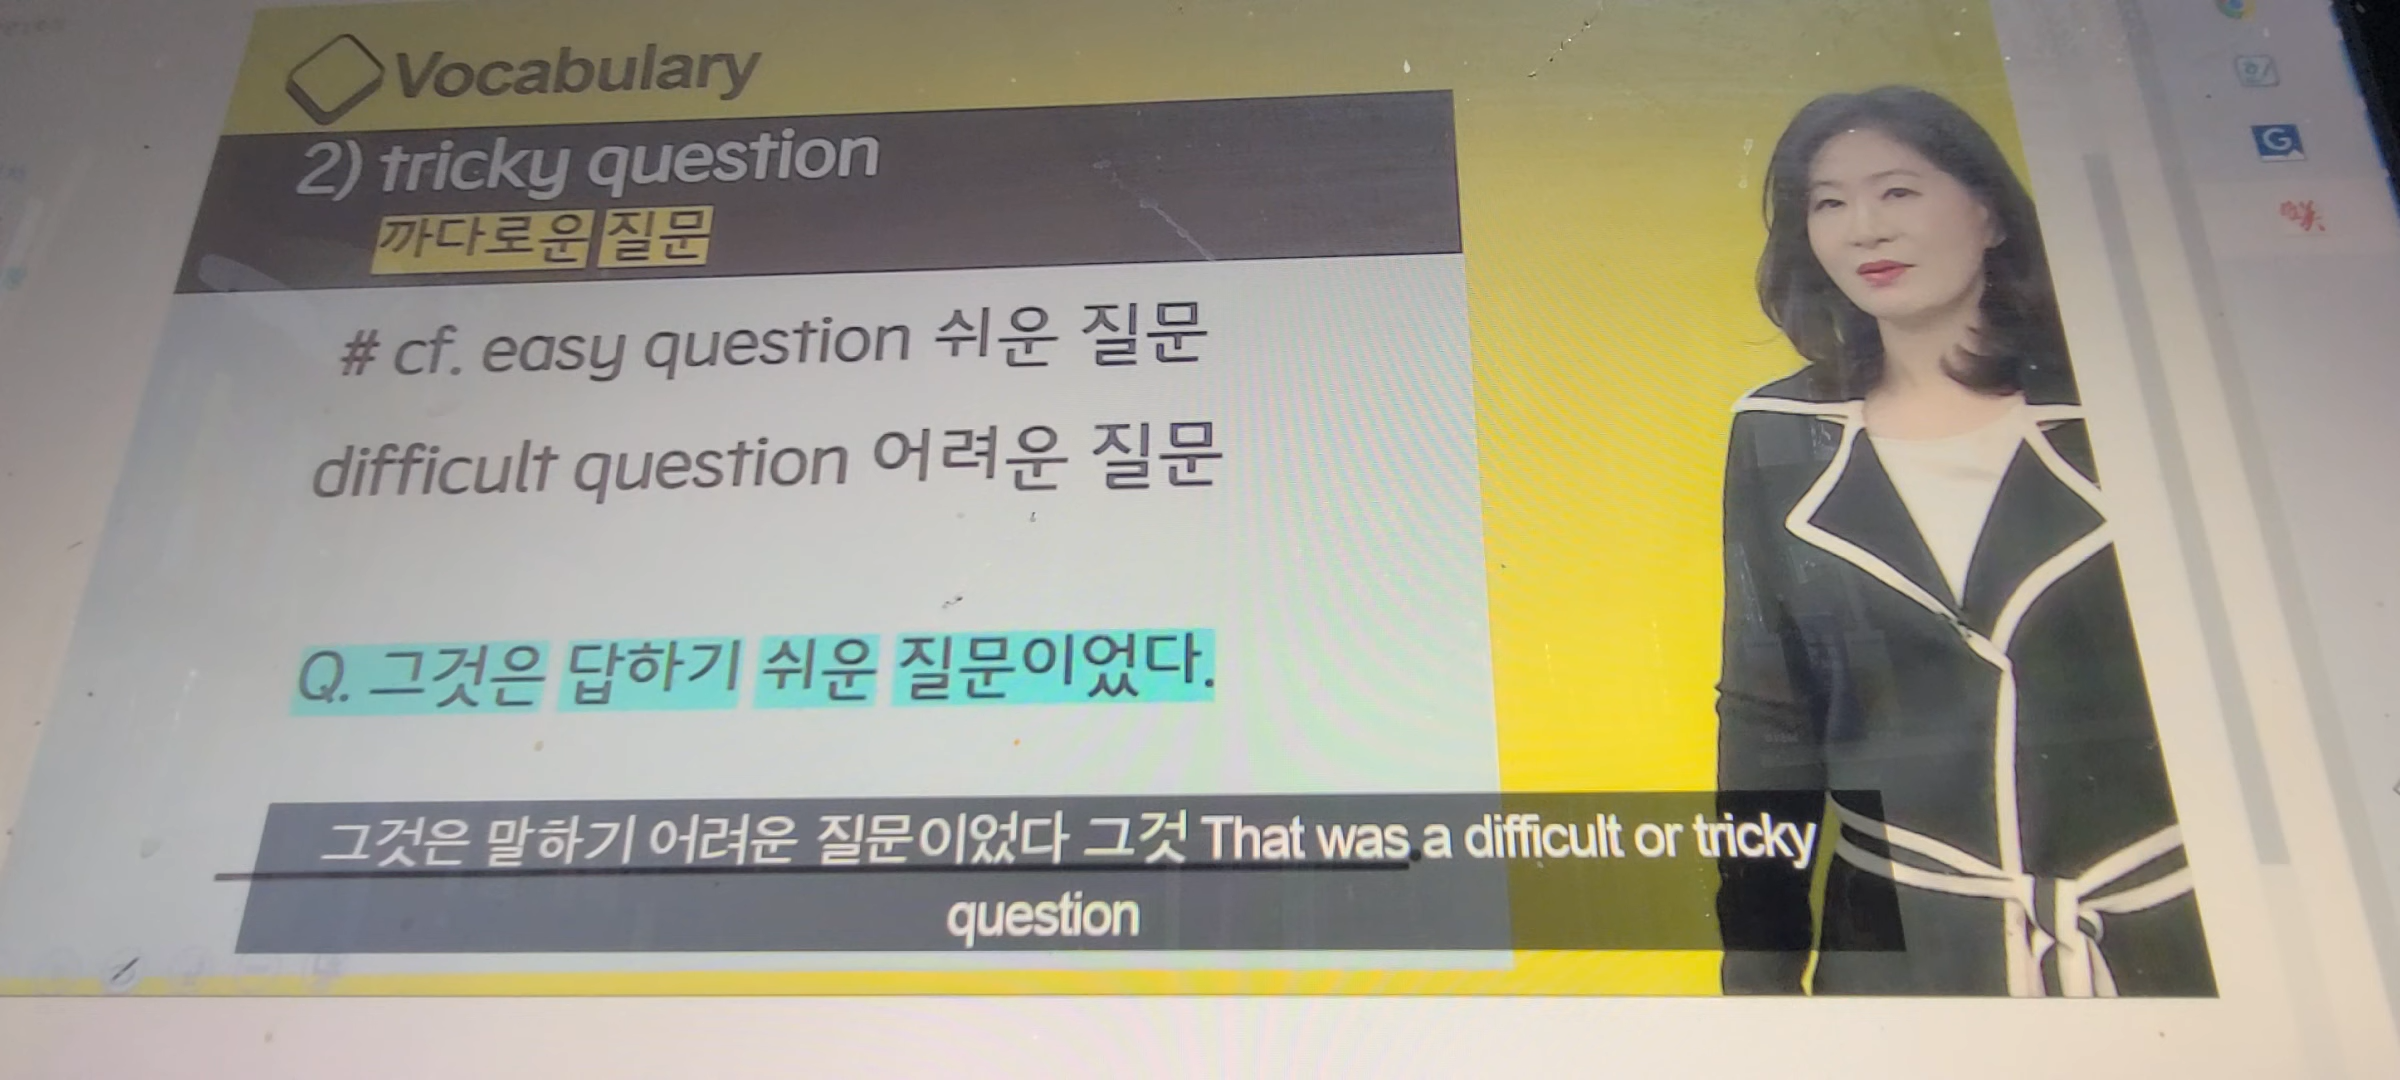 Vocabulary
2) tricky question
까다로운 질문
# cf. easy question 쉬운 질문
difficult question 어려운 질문
Q. 그것은 답하기 쉬운 질문이었다.
그것은 말하기 어려운 질문이었다 그것 That was a difficult or tricky
question
G